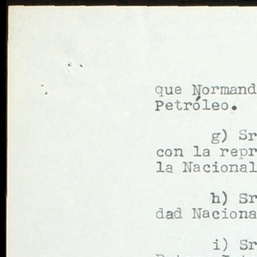 que Normand
Petróleo.
g) Sr
con la repr
la Nacional
h) Sr
dad Naciona
i) Sr